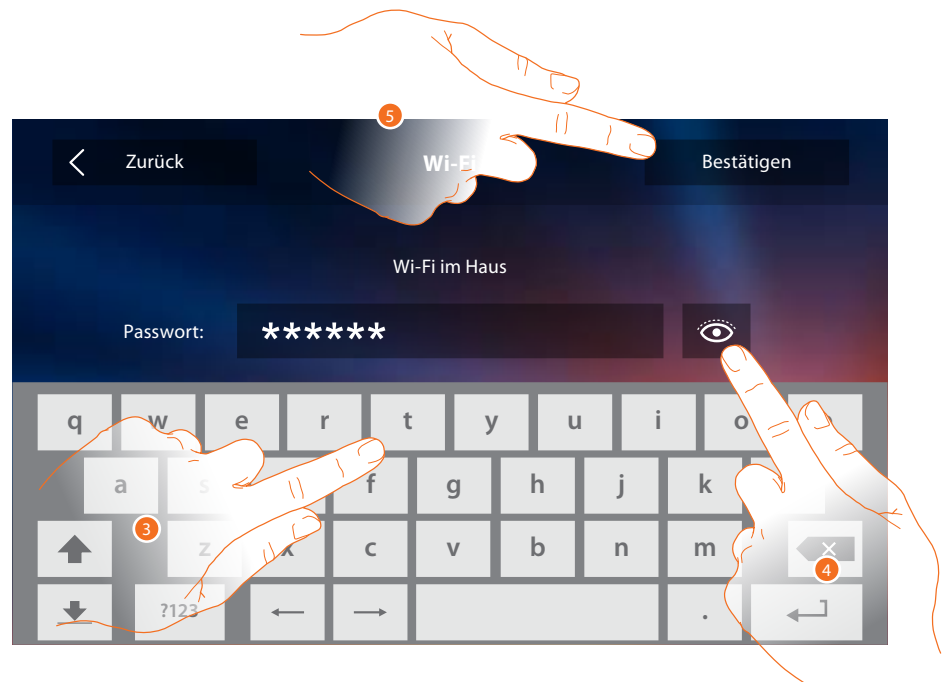 5
Zurück
Wi-Fi
Bestätigen
Wi-Fi im Haus
Passwort: ******
q w e r t y u i o
a s f g h j k
3
z x c v b n m
4
?123 ← → .